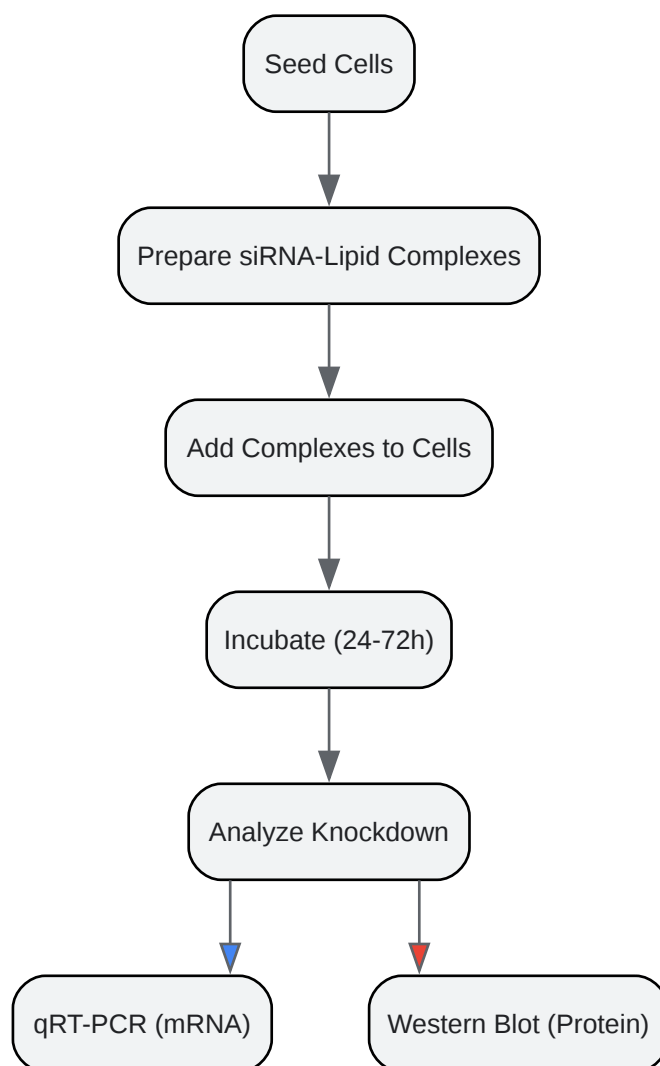 Seed Cells
Prepare siRNA-Lipid Complexes
Add Complexes to Cells
Incubate (24-72h)
Analyze Knockdown
qRT-PCR (mRNA)
Western Blot (Protein)